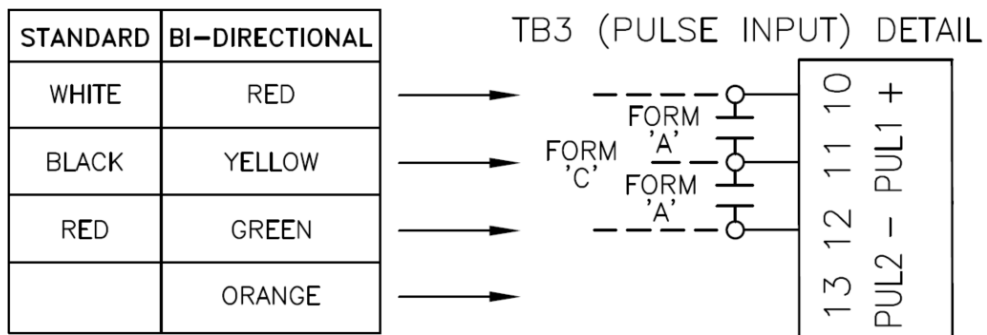 TB3 (PULSE INPUT) DETAIL
STANDARD BI-DIRECTIONAL
WHITE RED
BLACK YELLOW
RED GREEN
ORANGE
FORM
'A'
FORM
'C'
FORM
'A'
10
11
12
13
PUL1 +
PUL2 -